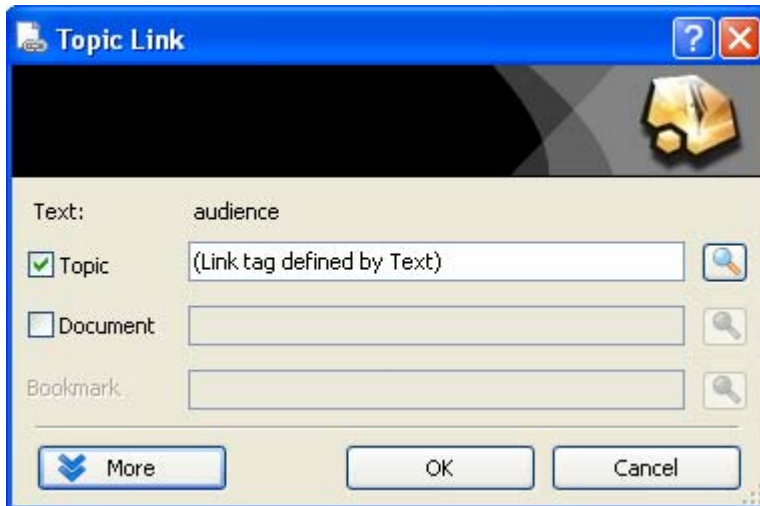 Topic Link
Text: audience
Topic (Link tag defined by Text)
Document
Bookmark
More OK Cancel